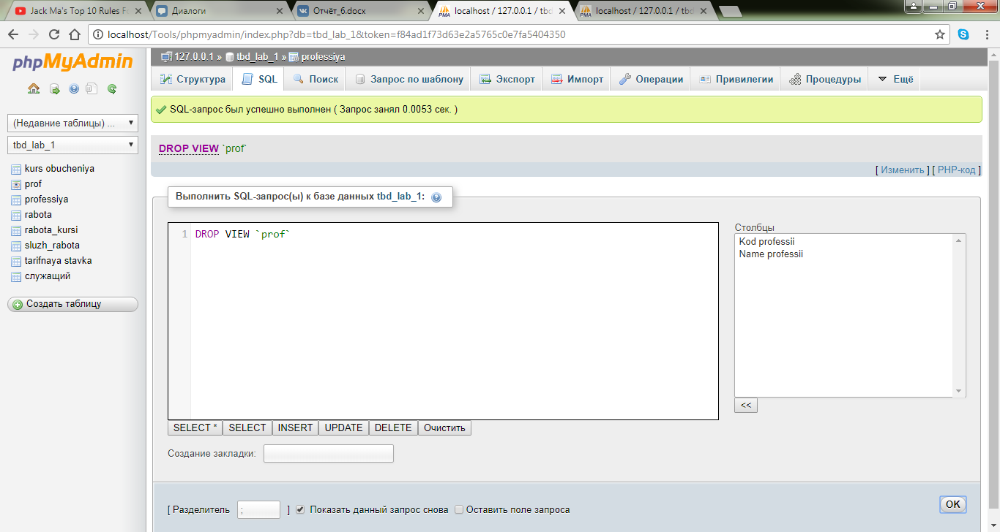 Jack Ma's Top 10 Rules Fo
Диалоги
Отчёт_6.docx
localhost / 127.0.0.1 / tbd
localhost / 127.0.0.1 / tbd
localhost/Tools/phpmyadmin/index.php?db=tbd_lab_1&token=f84ad1f73d63e2a5765c0e7fa5404350
phpMyAdmin
(Недавние таблицы) ...
tbd_lab_1
kurs obucheniya
prof
professiya
rabota
rabota_kursi
sluzh_rabota
tarifnaya stavka
служащий
Создать таблицу
127.0.0.1 » tbd_lab_1 » professiya
Структура SQL Поиск Запрос по шаблону Экспорт Импорт Операции Привилегии Процедуры Ещё
SQL-запрос был успешно выполнен ( Запрос занял 0.0053 сек. )
DROP VIEW `prof`
[ Изменить ] [ PHP-код ]
Выполнить SQL-запрос(ы) к базе данных tbd_lab_1:
1 DROP VIEW `prof`
Столбцы
Kod professii
Name professii
<<
SELECT * SELECT INSERT UPDATE DELETE Очистить
Создание закладки:
[ Разделитель ; ] Показать данный запрос снова Оставить поле запроса
OK